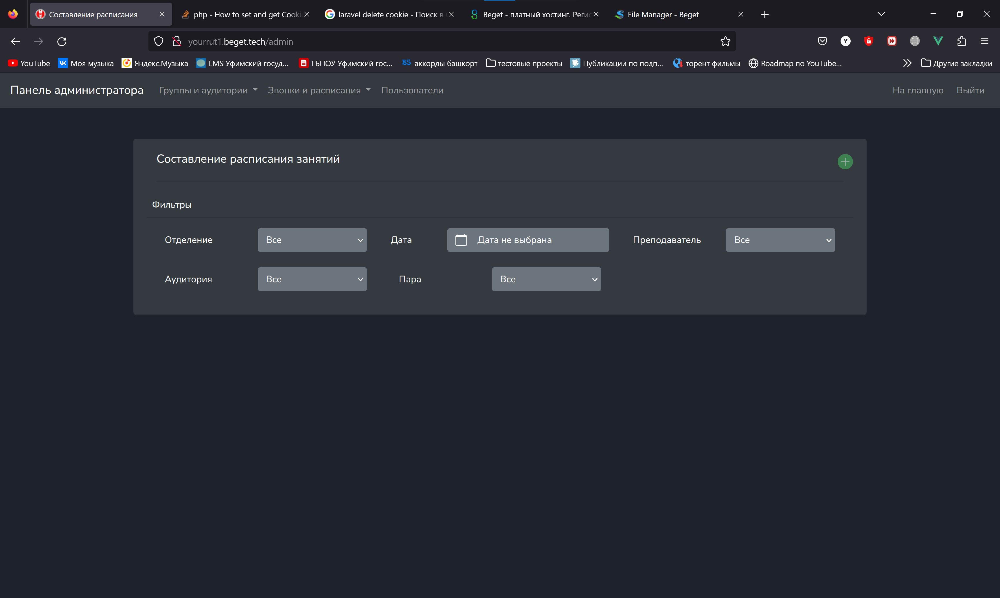 Составление расписания
php - How to set and get Cooki
laravel delete cookie - Поиск в
Beget - платный хостинг. Регис
File Manager - Beget
yourrut1.beget.tech/admin
YouTube
Моя музыка
Яндекс.Музыка
LMS Уфимский госуд...
ГБПОУ Уфимский гос...
аккорды башкорт
тестовые проекты
Публикации по подп...
торент фильмы
Roadmap по YouTube...
Другие закладки
Панель администратора
Группы и аудитории
Звонки и расписания
Пользователи
На главную
Выйти
Составление расписания занятий
Фильтры
Отделение
Все
Дата
Дата не выбрана
Преподаватель
Все
Аудитория
Все
Пара
Все